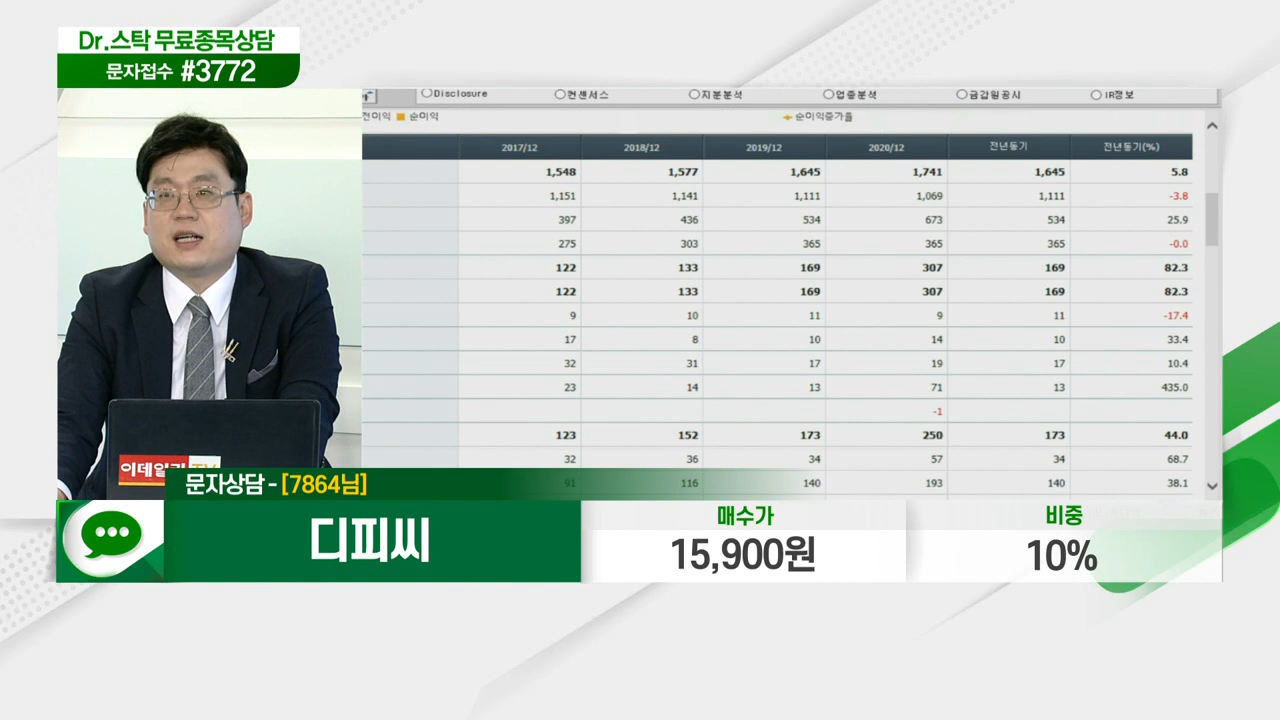 Dr.스탁 무료종목상담
문자접수 #3772
Disclosure 컨센서스 지분분석 업종분석 금감원공시 IR정보
전이익 순이익 순이익증가율
2017/12 2018/12 2019/12 2020/12 전년동기 전년동기(%)
1,548 1,577 1,645 1,741 1,645 5.8
1,151 1,141 1,111 1,069 1,111 -3.8
397 436 534 673 534 25.9
275 303 365 365 365 -0.0
122 133 169 307 169 82.3
122 133 169 307 169 82.3
9 10 11 9 11 -17.4
17 8 10 14 10 33.4
32 31 17 19 17 10.4
23 14 13 71 13 435.0
-1
123 152 173 250 173 44.0
32 36 34 57 34 68.7
91 116 140 193 140 38.1
이데일리 TV
문자상담 - [7864님]
디피씨
매수가
15,900원
비중
10%